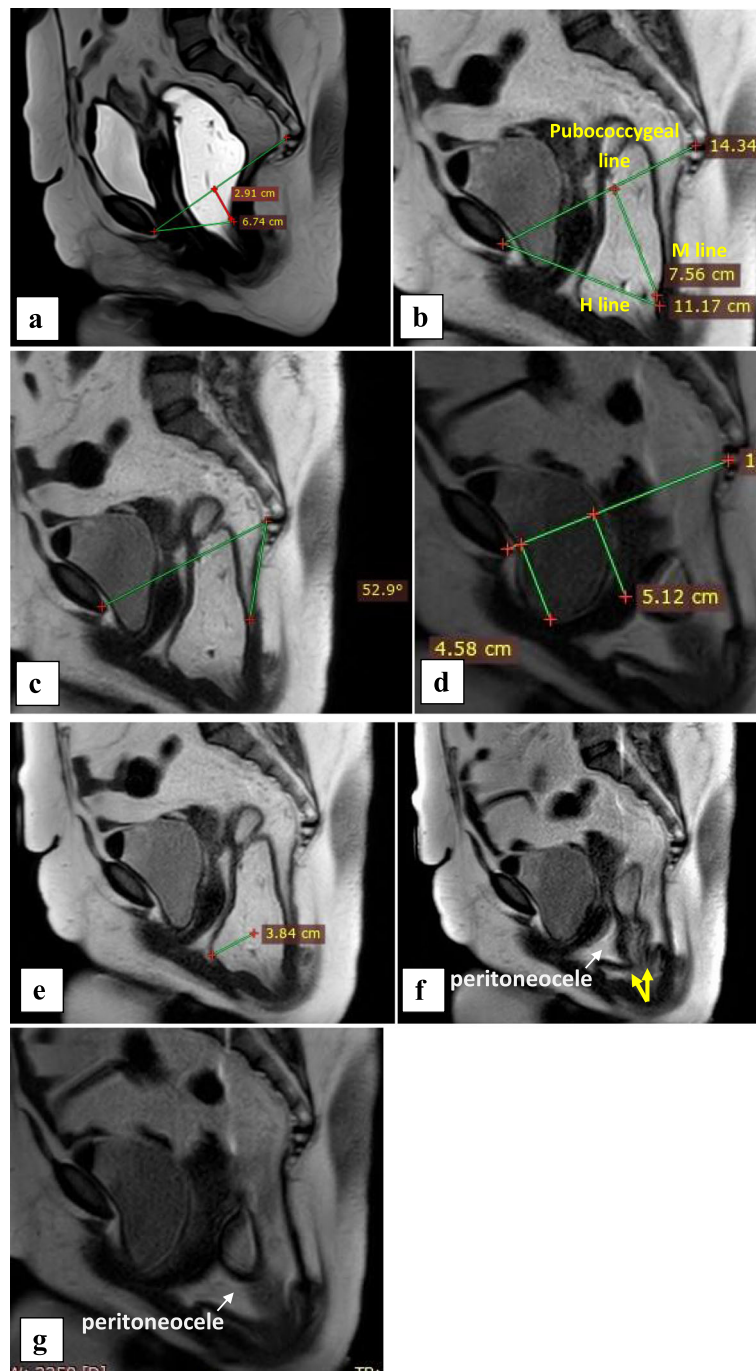 2.91 cm
6.74 cm
a
Pubococcygeal
line
14.34
M line
7.56 cm
H line
11.17 cm
b
52.9°
c
1
5.12 cm
4.58 cm
d
3.84 cm
e
peritoneocele
f
peritoneocele
g